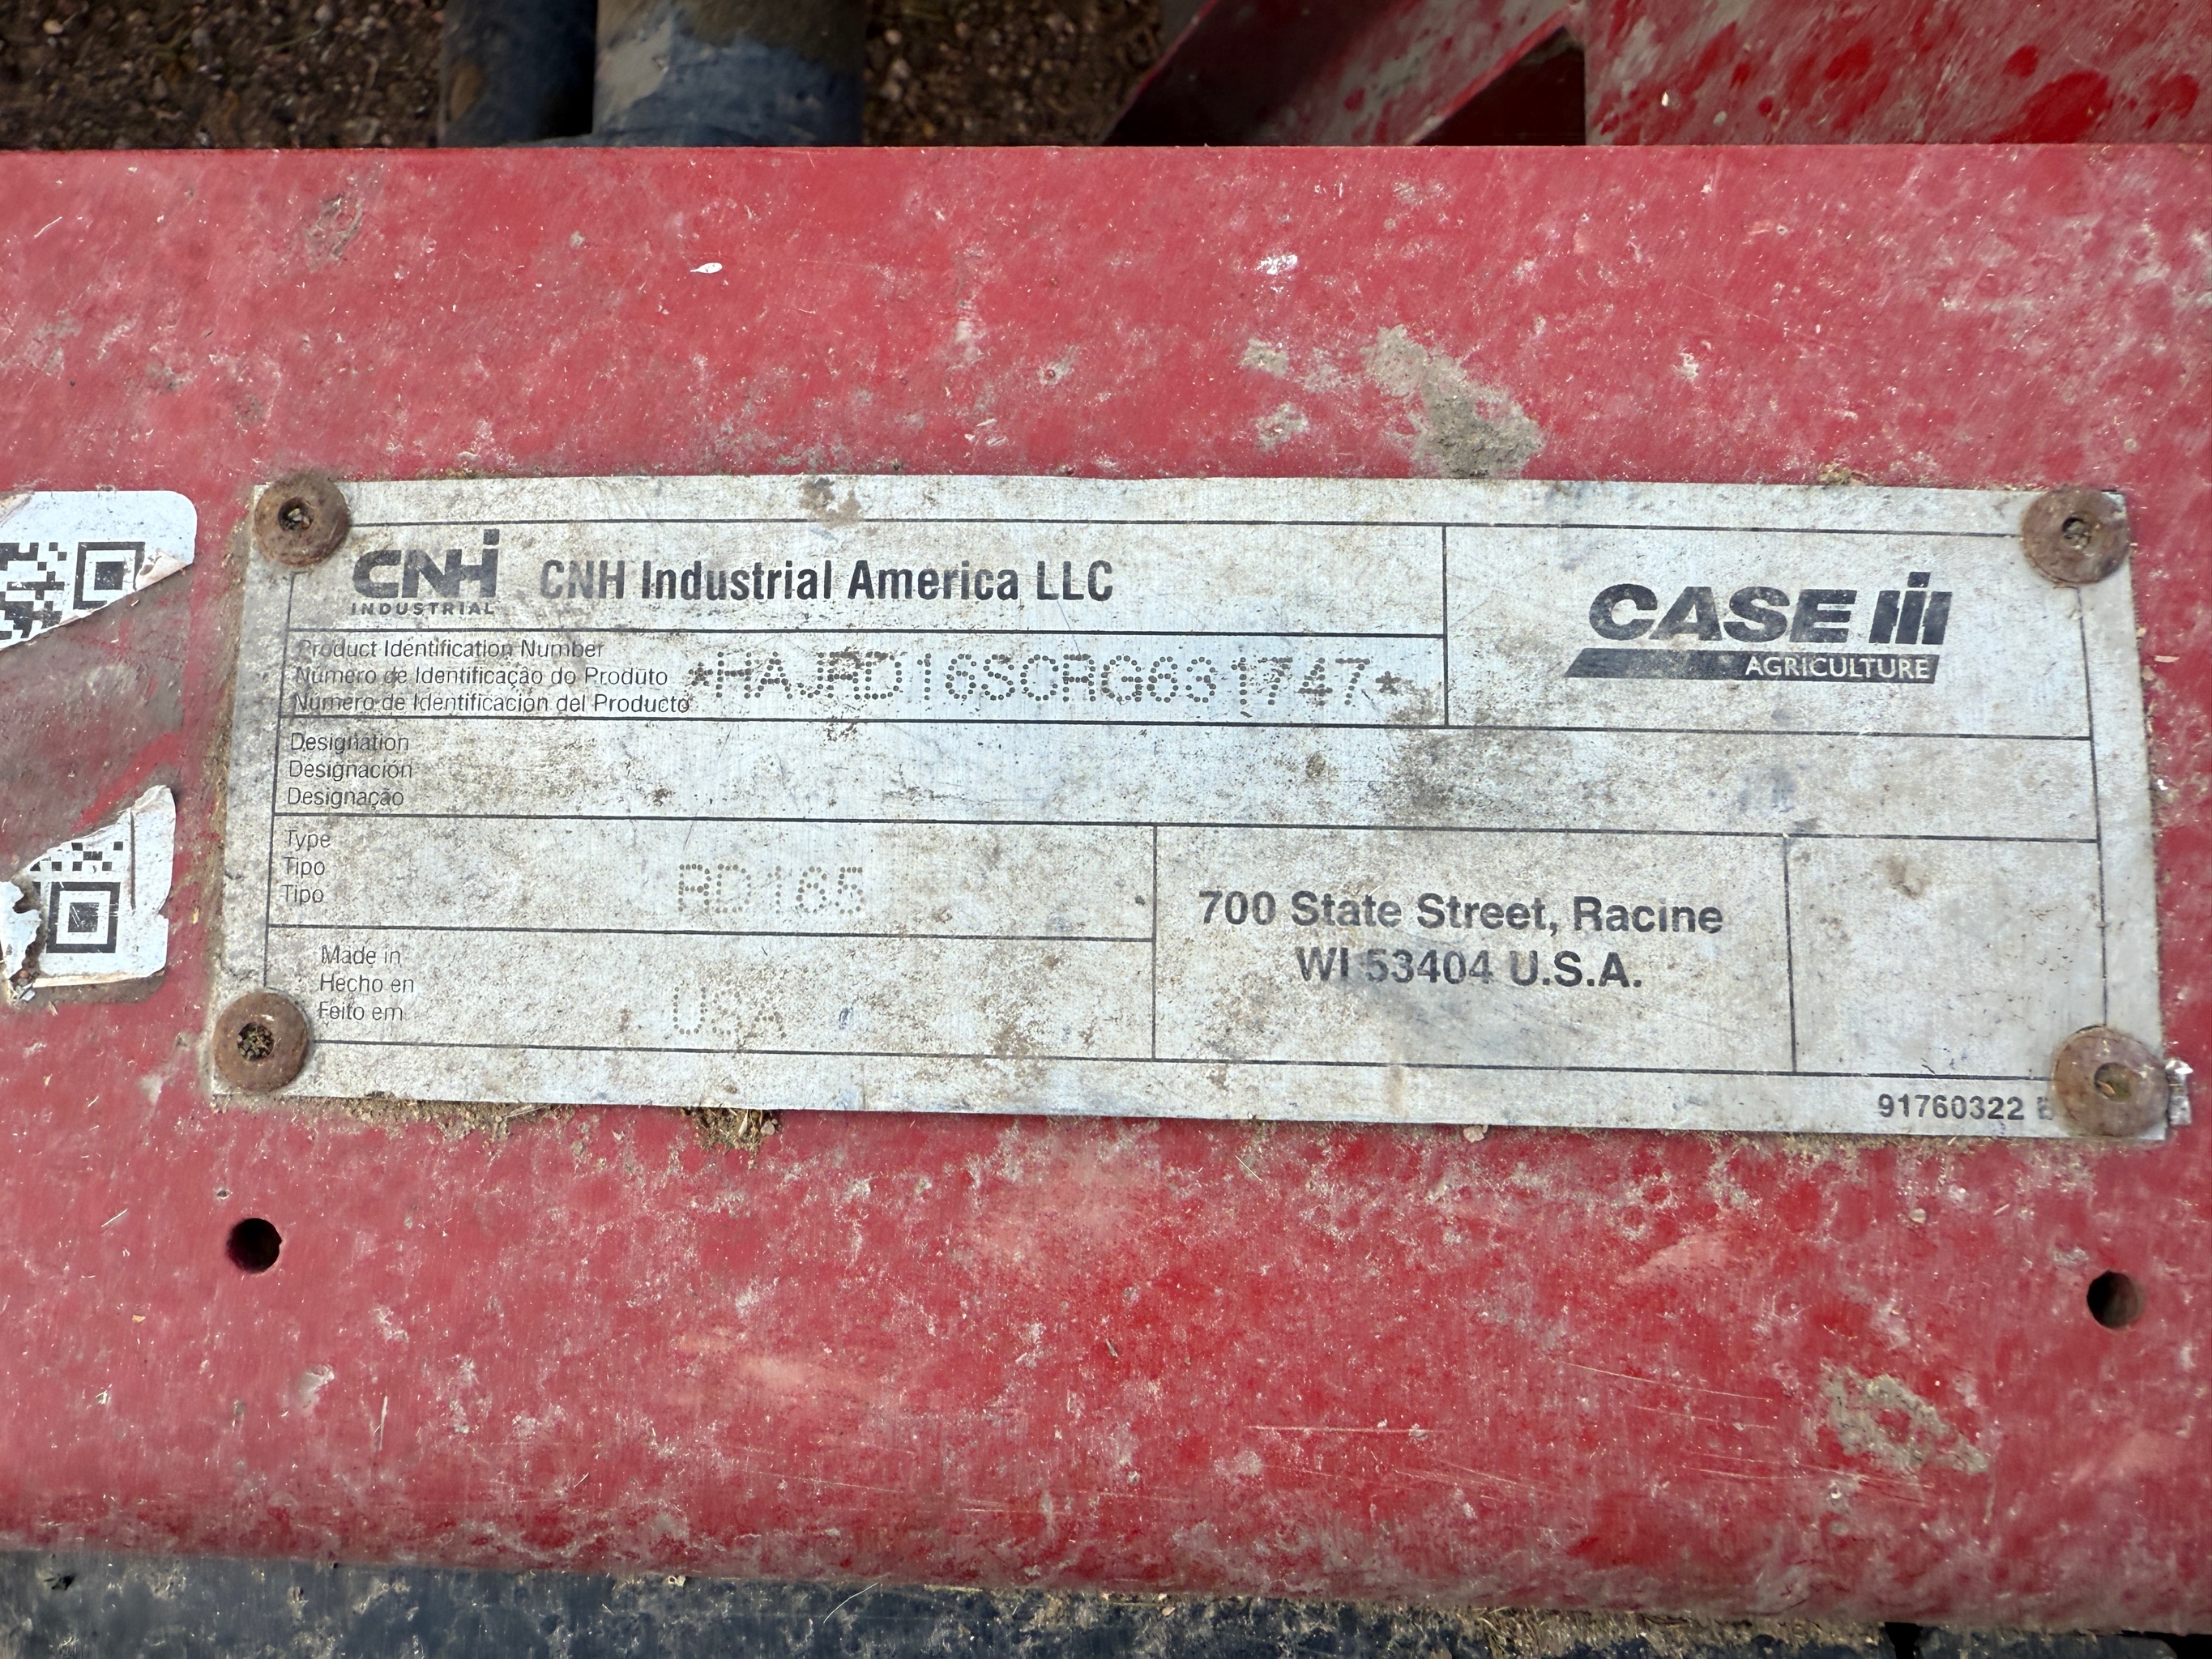 CNH
INDUSTRIAL
CNH Industrial America LLC
CASE IH
AGRICULTURE
Product Identification Number
Número de Identificação do Produto
Número de Identificación del Producto
*HAJRD16SCRG631747*
Designation
Designación
Designação
Type
Tipo
Tipo
RD165
Made in
Hecho en
Feito em
USA
700 State Street, Racine
WI 53404 U.S.A.
91760322